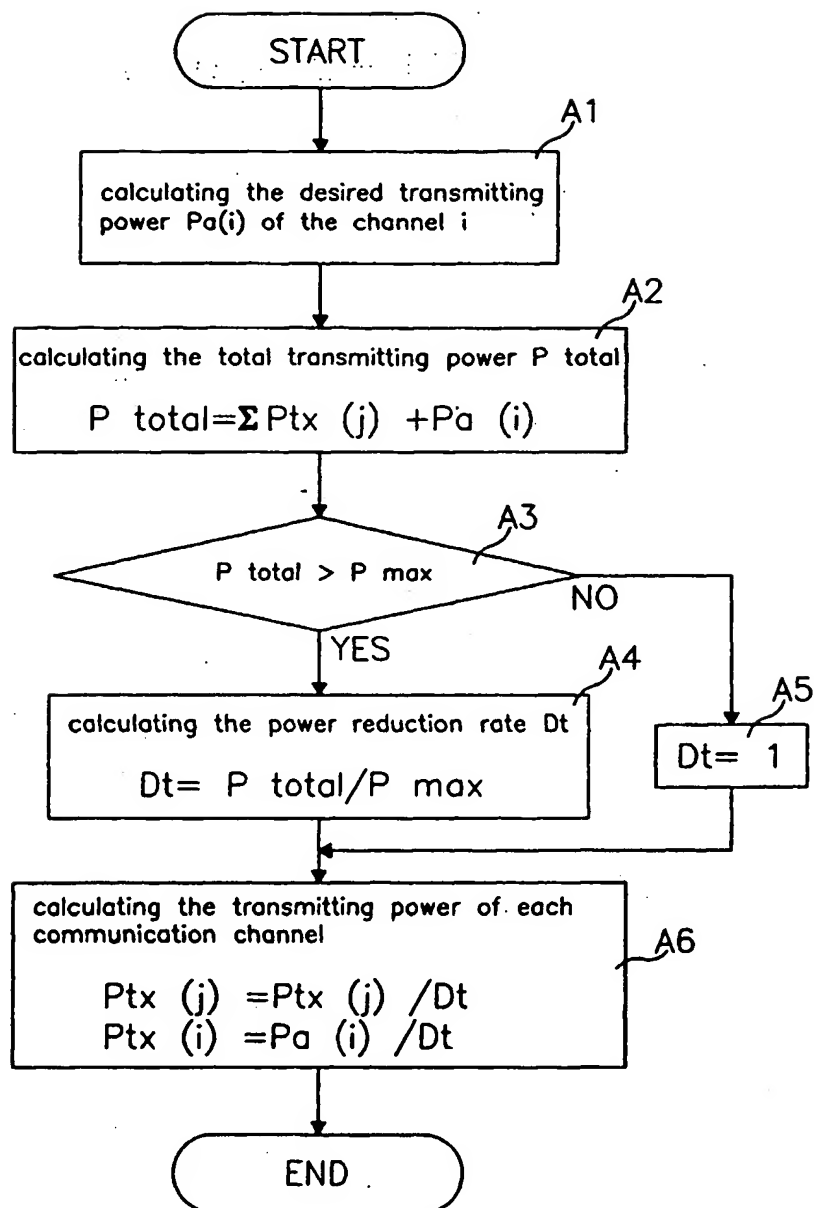 START
A1
calculating the desired transmitting
power Pa(i) of the channel i
A2
calculating the total transmitting power P total
P total=Σ Ptx (j) +Pa (i)
A3
P total > P max
NO
YES
A4
calculating the power reduction rate Dt
Dt= P total/P max
A5
Dt= 1
calculating the transmitting power of each
communication channel
A6
Ptx (j) =Ptx (j) /Dt
Ptx (i) =Pa (i) /Dt
END